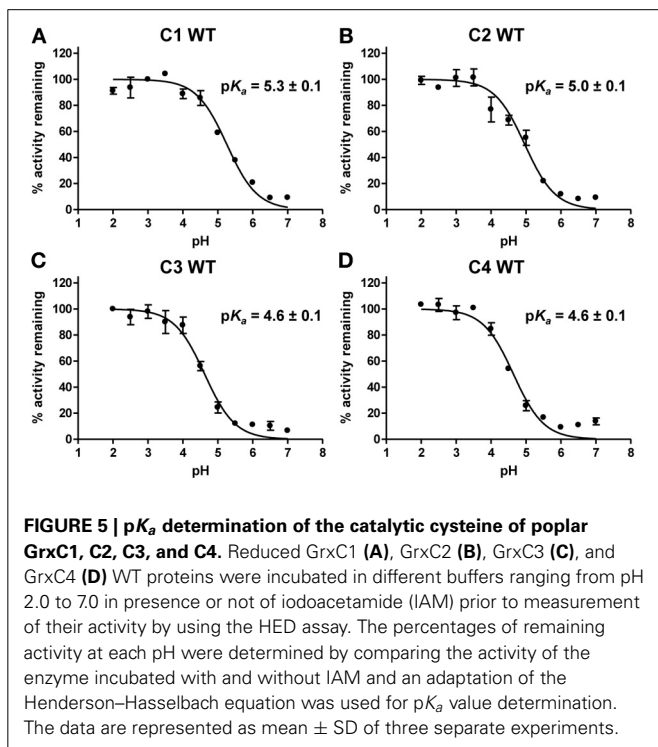 A
C1 WT
% activity remaining
120
100
80
60
40
20
0
pKa = 5.3 ± 0.1
1 2 3 4 5 6 7 8
pH
B
C2 WT
% activity remaining
120
100
80
60
40
20
0
pKa = 5.0 ± 0.1
1 2 3 4 5 6 7 8
pH
C
C3 WT
% activity remaining
120
100
80
60
40
20
0
pKa = 4.6 ± 0.1
1 2 3 4 5 6 7 8
pH
D
C4 WT
% activity remaining
120
100
80
60
40
20
0
pKa = 4.6 ± 0.1
1 2 3 4 5 6 7 8
pH
FIGURE 5 | pKa determination of the catalytic cysteine of poplar
GrxC1, C2, C3, and C4. Reduced GrxC1 (A), GrxC2 (B), GrxC3 (C), and
GrxC4 (D) WT proteins were incubated in different buffers ranging from pH
2.0 to 7.0 in presence or not of iodoacetamide (IAM) prior to measurement
of their activity by using the HED assay. The percentages of remaining
activity at each pH were determined by comparing the activity of the
enzyme incubated with and without IAM and an adaptation of the
Henderson–Hasselbach equation was used for pKa value determination.
The data are represented as mean ± SD of three separate experiments.